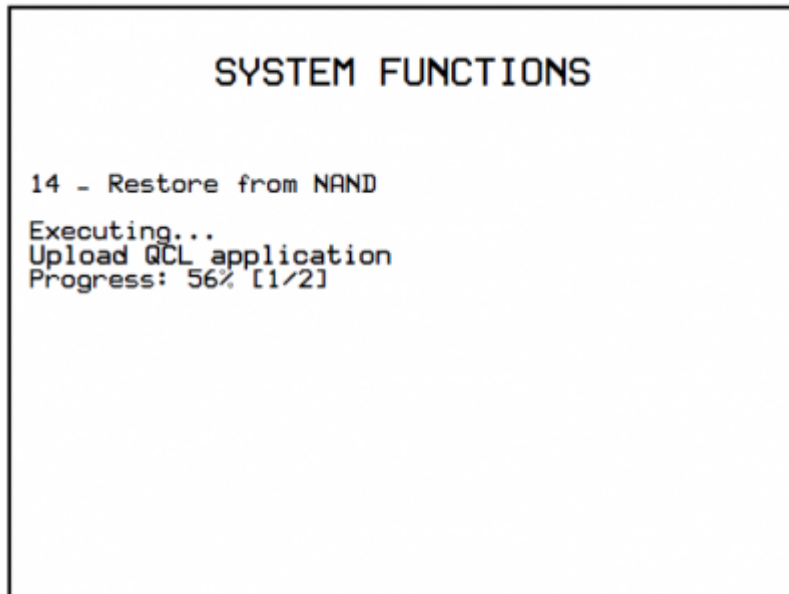 SYSTEM FUNCTIONS
14 - Restore from NAND
Executing...
Upload QCL application
Progress: 56% [1/2]